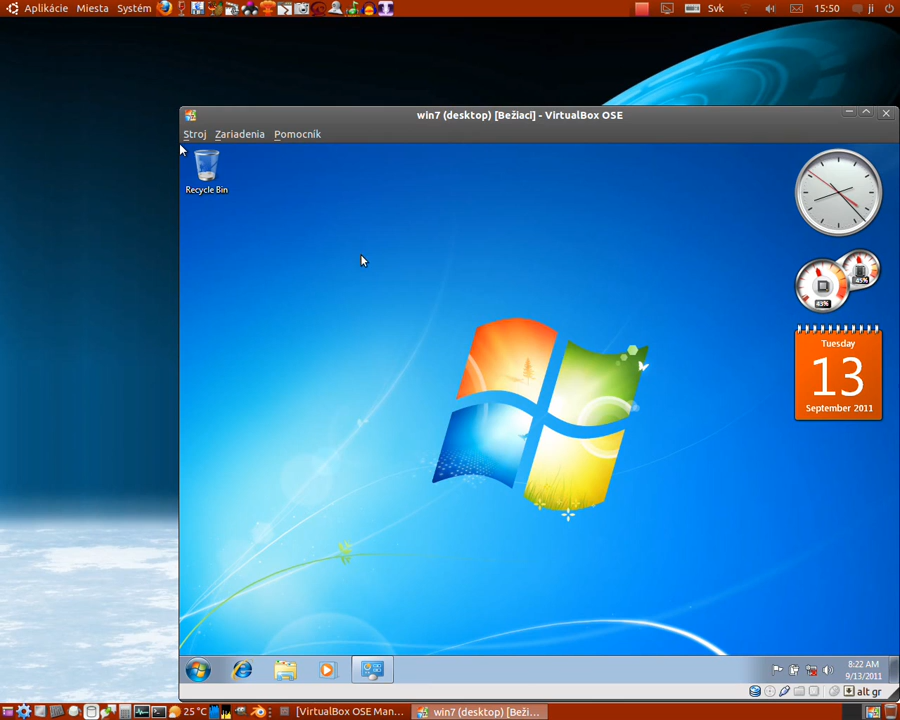 Aplikácie Miesta Systém Svk 15:50 ji
win7 (desktop) [Bežiaci] - VirtualBox OSE
Stroj Zariadenia Pomocník
Recycle Bin
45%
43%
Tuesday
13
September 2011
8:22 AM
9/13/2011
alt gr
25 °C [VirtualBox OSE Man... win7 (desktop) [Beži...